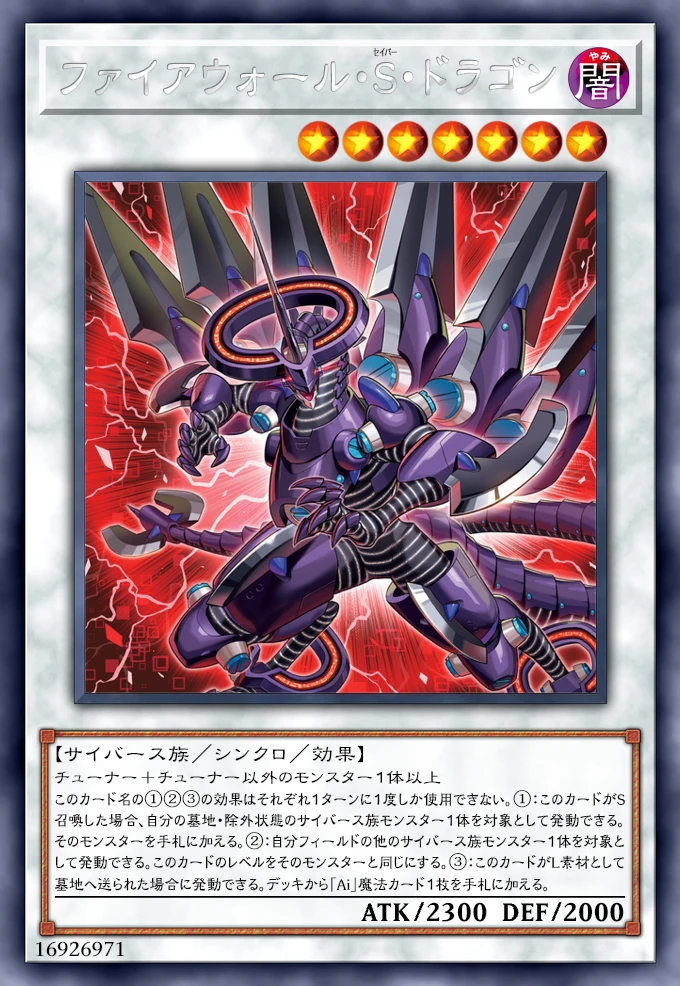 セイバー
ファイアウォール・S・ドラゴン
やみ
闇
【サイバース族／シンクロ／効果】
チューナー＋チューナー以外のモンスター1体以上
このカード名の①②③の効果はそれぞれ1ターンに1度しか使用できない。①：このカードがS
召喚した場合、自分の墓地・除外状態のサイバース族モンスター1体を対象として発動できる。
そのモンスターを手札に加える。②：自分フィールドの他のサイバース族モンスター1体を対象と
して発動できる。このカードのレベルをそのモンスターと同じにする。③：このカードがL素材として
墓地へ送られた場合に発動できる。デッキから「Ai」魔法カード1枚を手札に加える。
ATK/2300 DEF/2000
16926971